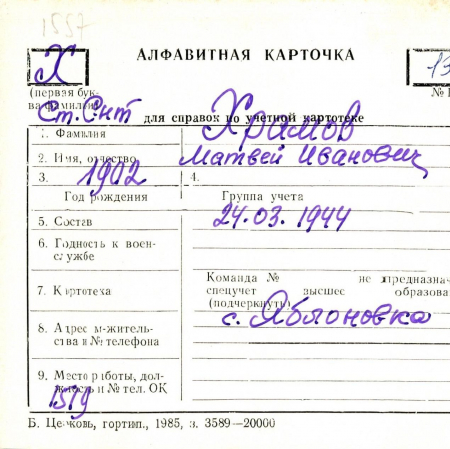 1557
АЛФАВИТНАЯ КАРТОЧКА
Х
(первая бук-
ва фамилии)
Ст. Снт
для справок по учетной картотеке
1. Фамилия Храмов
2. Имя, отчество Матвей Иванович
3. 1902 4.
Год рождения Группа учета
5. Состав 24.03.1944
6. Годность к воен-
службе
Команда № не предназна
7. Картотека спецучет высшее образова
(подчеркнуть)
8. Адрес м-житель-
ства и № телефона
с. Яблоновка
9. Место работы, дол-
жность и № тел. ОК
1519
Б. Церковь, гортип., 1985, з. 3589—20000